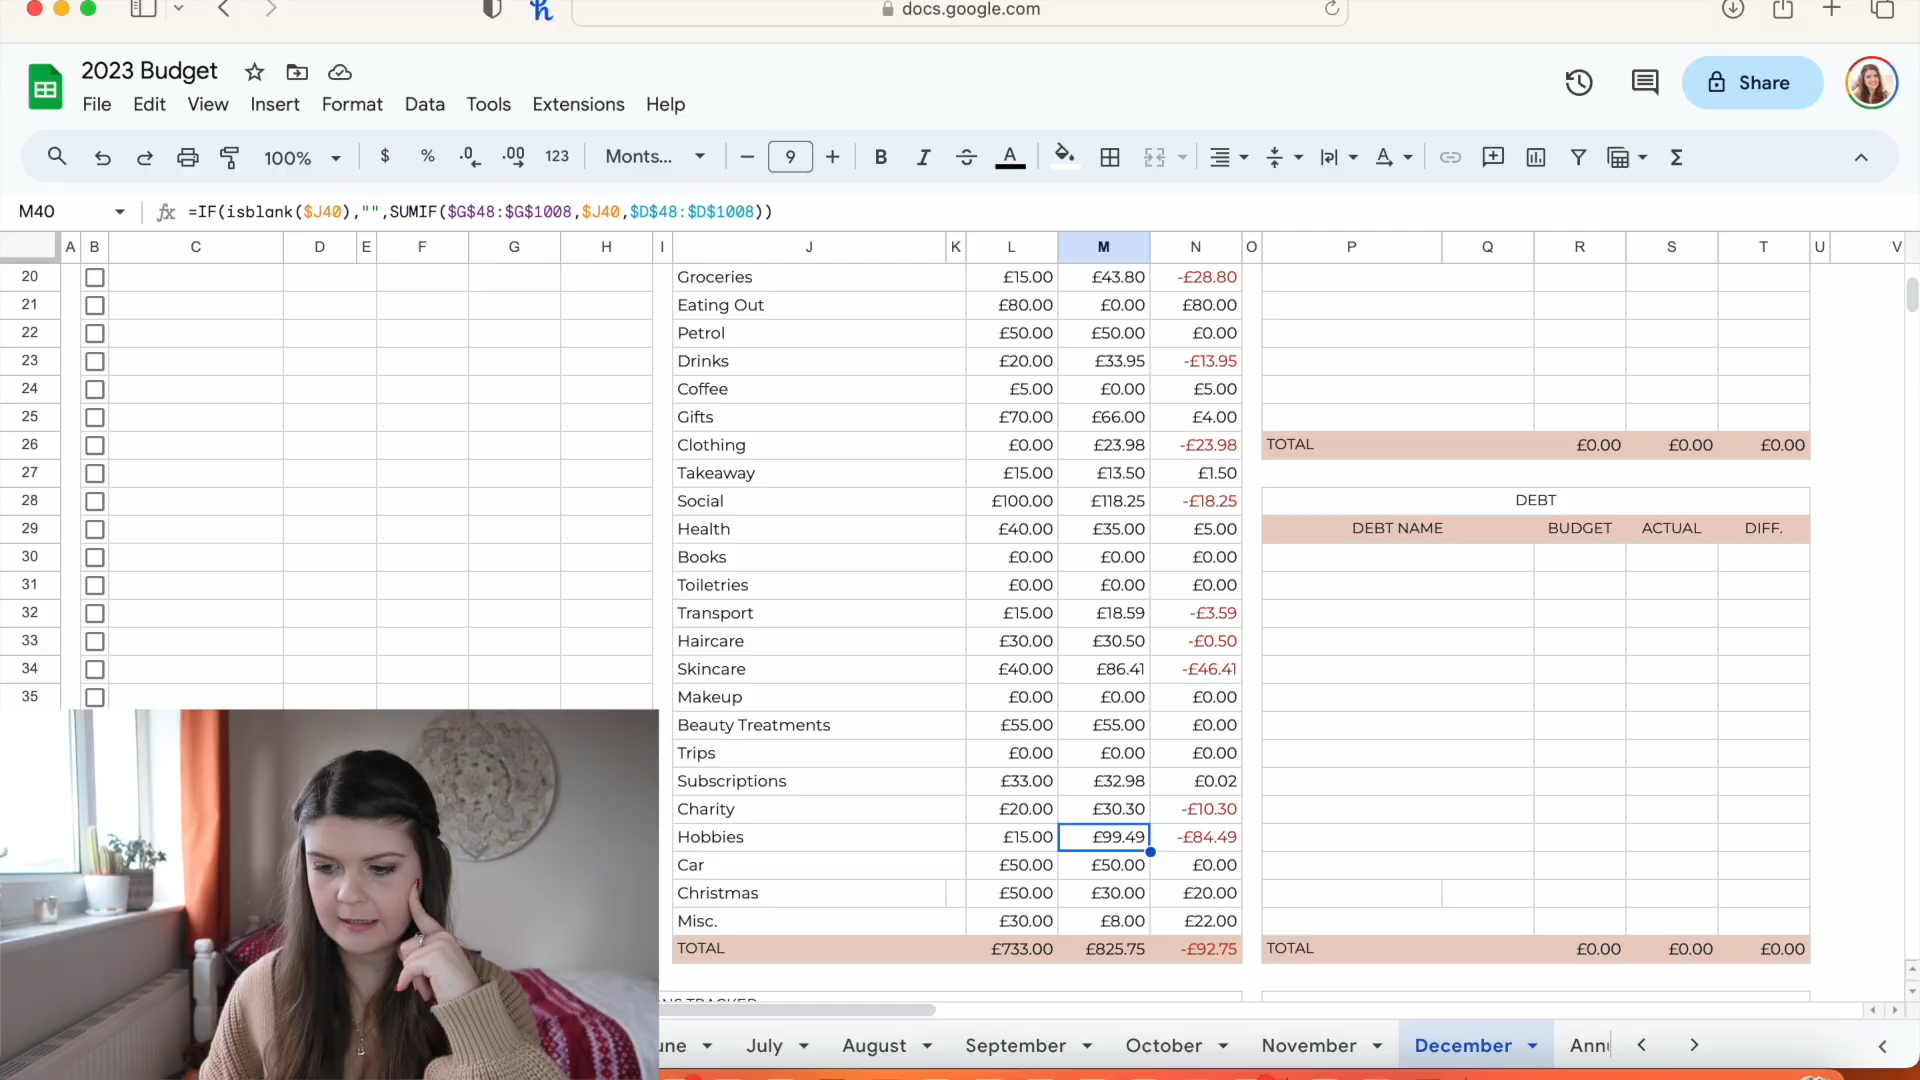 docs.google.com
2023 Budget
File Edit View Insert Format Data Tools Extensions Help
Share
100% $ % .0 .00 123 Monts... 9 B I A
M40 fx =IF(isblank($J40),"",SUMIF($G$48:$G$1008,$J40,$D$48:$D$1008))
A B C D E F G H I J K L M N O P Q R S T U V
20 Groceries £15.00 £43.80 -£28.80
21 Eating Out £80.00 £0.00 £80.00
22 Petrol £50.00 £50.00 £0.00
23 Drinks £20.00 £33.95 -£13.95
24 Coffee £5.00 £0.00 £5.00
25 Gifts £70.00 £66.00 £4.00
26 Clothing £0.00 £23.98 -£23.98 TOTAL £0.00 £0.00 £0.00
27 Takeaway £15.00 £13.50 £1.50
28 Social £100.00 £118.25 -£18.25 DEBT
29 Health £40.00 £35.00 £5.00 DEBT NAME BUDGET ACTUAL DIFF.
30 Books £0.00 £0.00 £0.00
31 Toiletries £0.00 £0.00 £0.00
32 Transport £15.00 £18.59 -£3.59
33 Haircare £30.00 £30.50 -£0.50
34 Skincare £40.00 £86.41 -£46.41
35 Makeup £0.00 £0.00 £0.00
Beauty Treatments £55.00 £55.00 £0.00
Trips £0.00 £0.00 £0.00
Subscriptions £33.00 £32.98 £0.02
Charity £20.00 £30.30 -£10.30
Hobbies £15.00 £99.49 -£84.49
Car £50.00 £50.00 £0.00
Christmas £50.00 £30.00 £20.00
Misc. £30.00 £8.00 £22.00
TOTAL £733.00 £825.75 -£92.75 TOTAL £0.00 £0.00 £0.00
TRACKER
une July August September October November December Ann